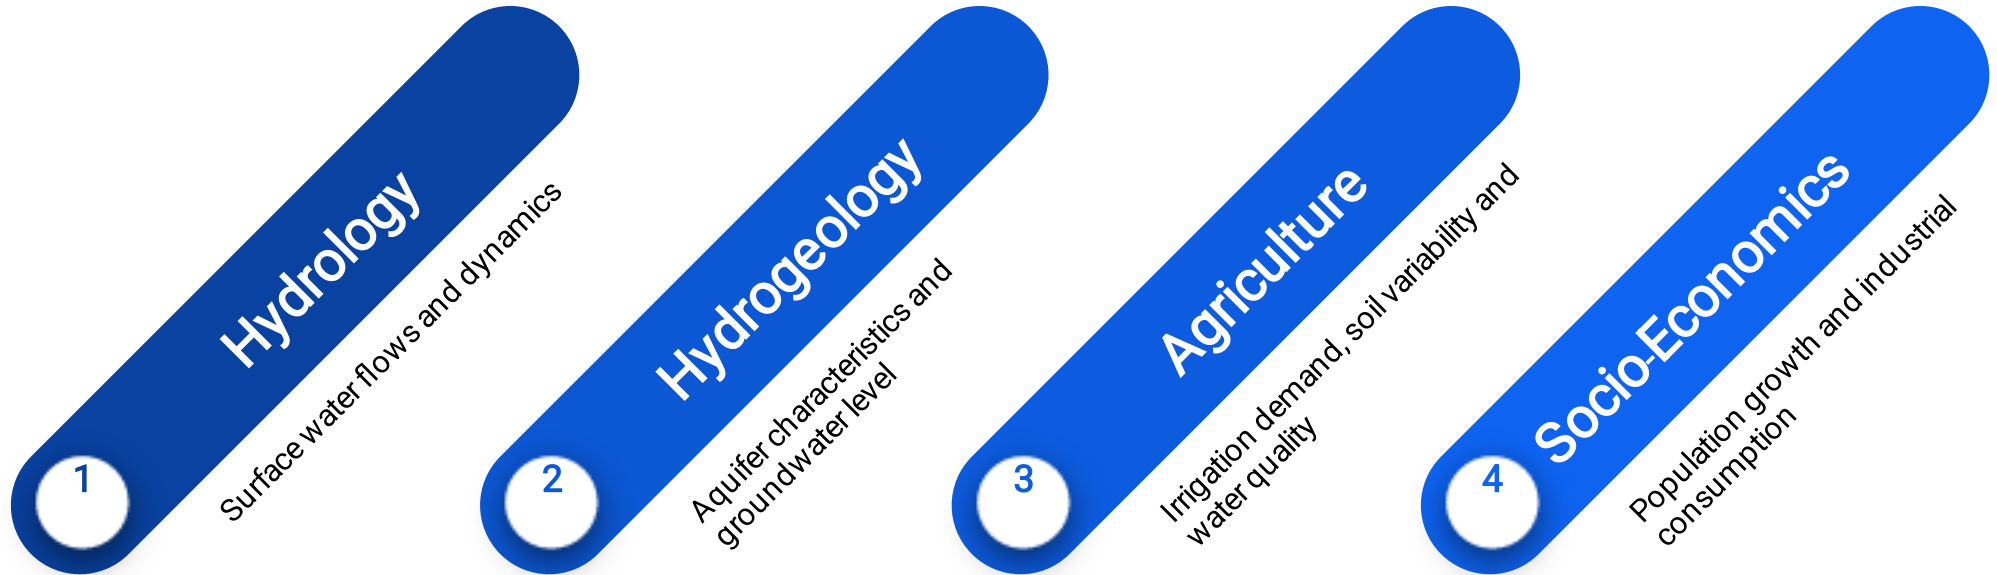 1
Hydrology
Surface water flows and dynamics
2
Hydrogeology
Aquifer characteristics and
groundwater level
3
Agriculture
Irrigation demand, soil variability and
water quality
4
Socio-Economics
Population growth and industrial
consumption